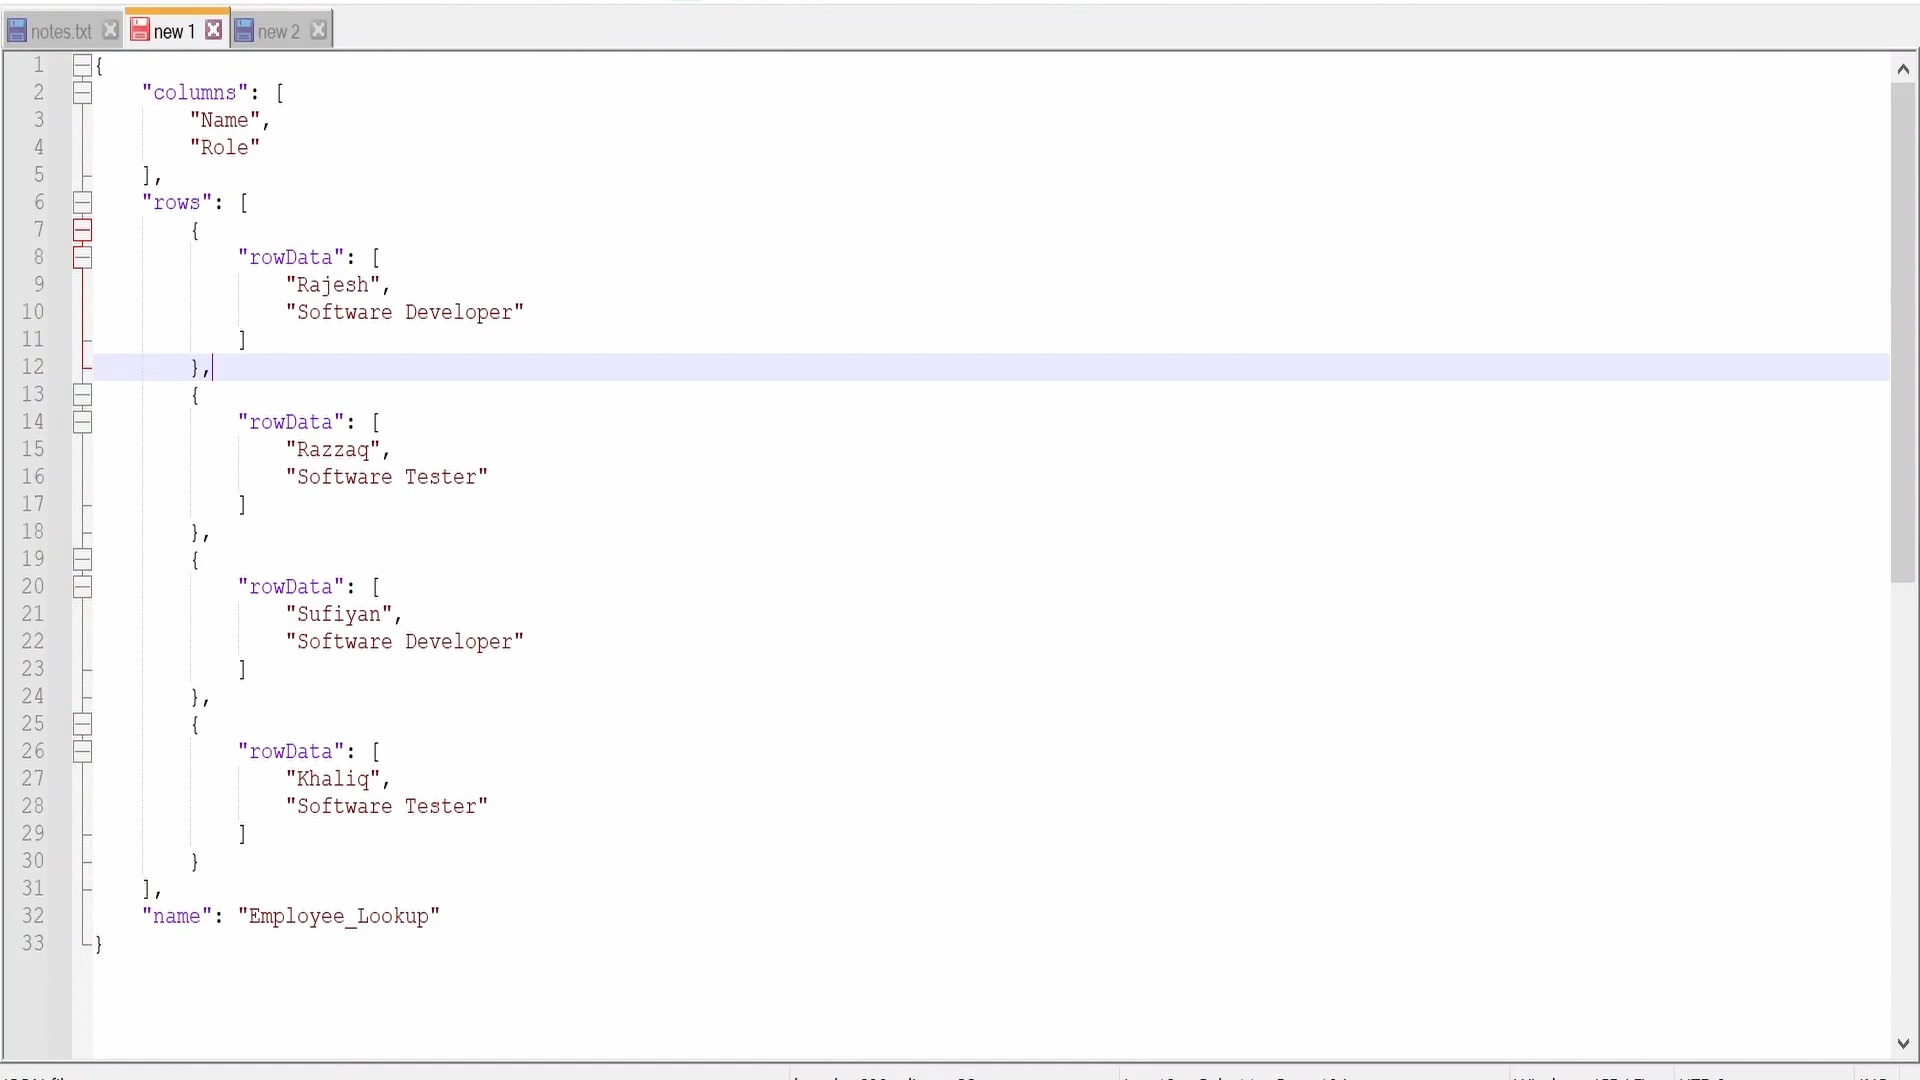 notes.txt new 1 new 2
1 {
2 "columns": [
3 "Name",
4 "Role"
5 ],
6 "rows": [
7 {
8 "rowData": [
9 "Rajesh",
10 "Software Developer"
11 ]
12 },
13 {
14 "rowData": [
15 "Razzaq",
16 "Software Tester"
17 ]
18 },
19 {
20 "rowData": [
21 "Sufiyan",
22 "Software Developer"
23 ]
24 },
25 {
26 "rowData": [
27 "Khaliq",
28 "Software Tester"
29 ]
30 }
31 ],
32 "name": "Employee_Lookup"
33 }